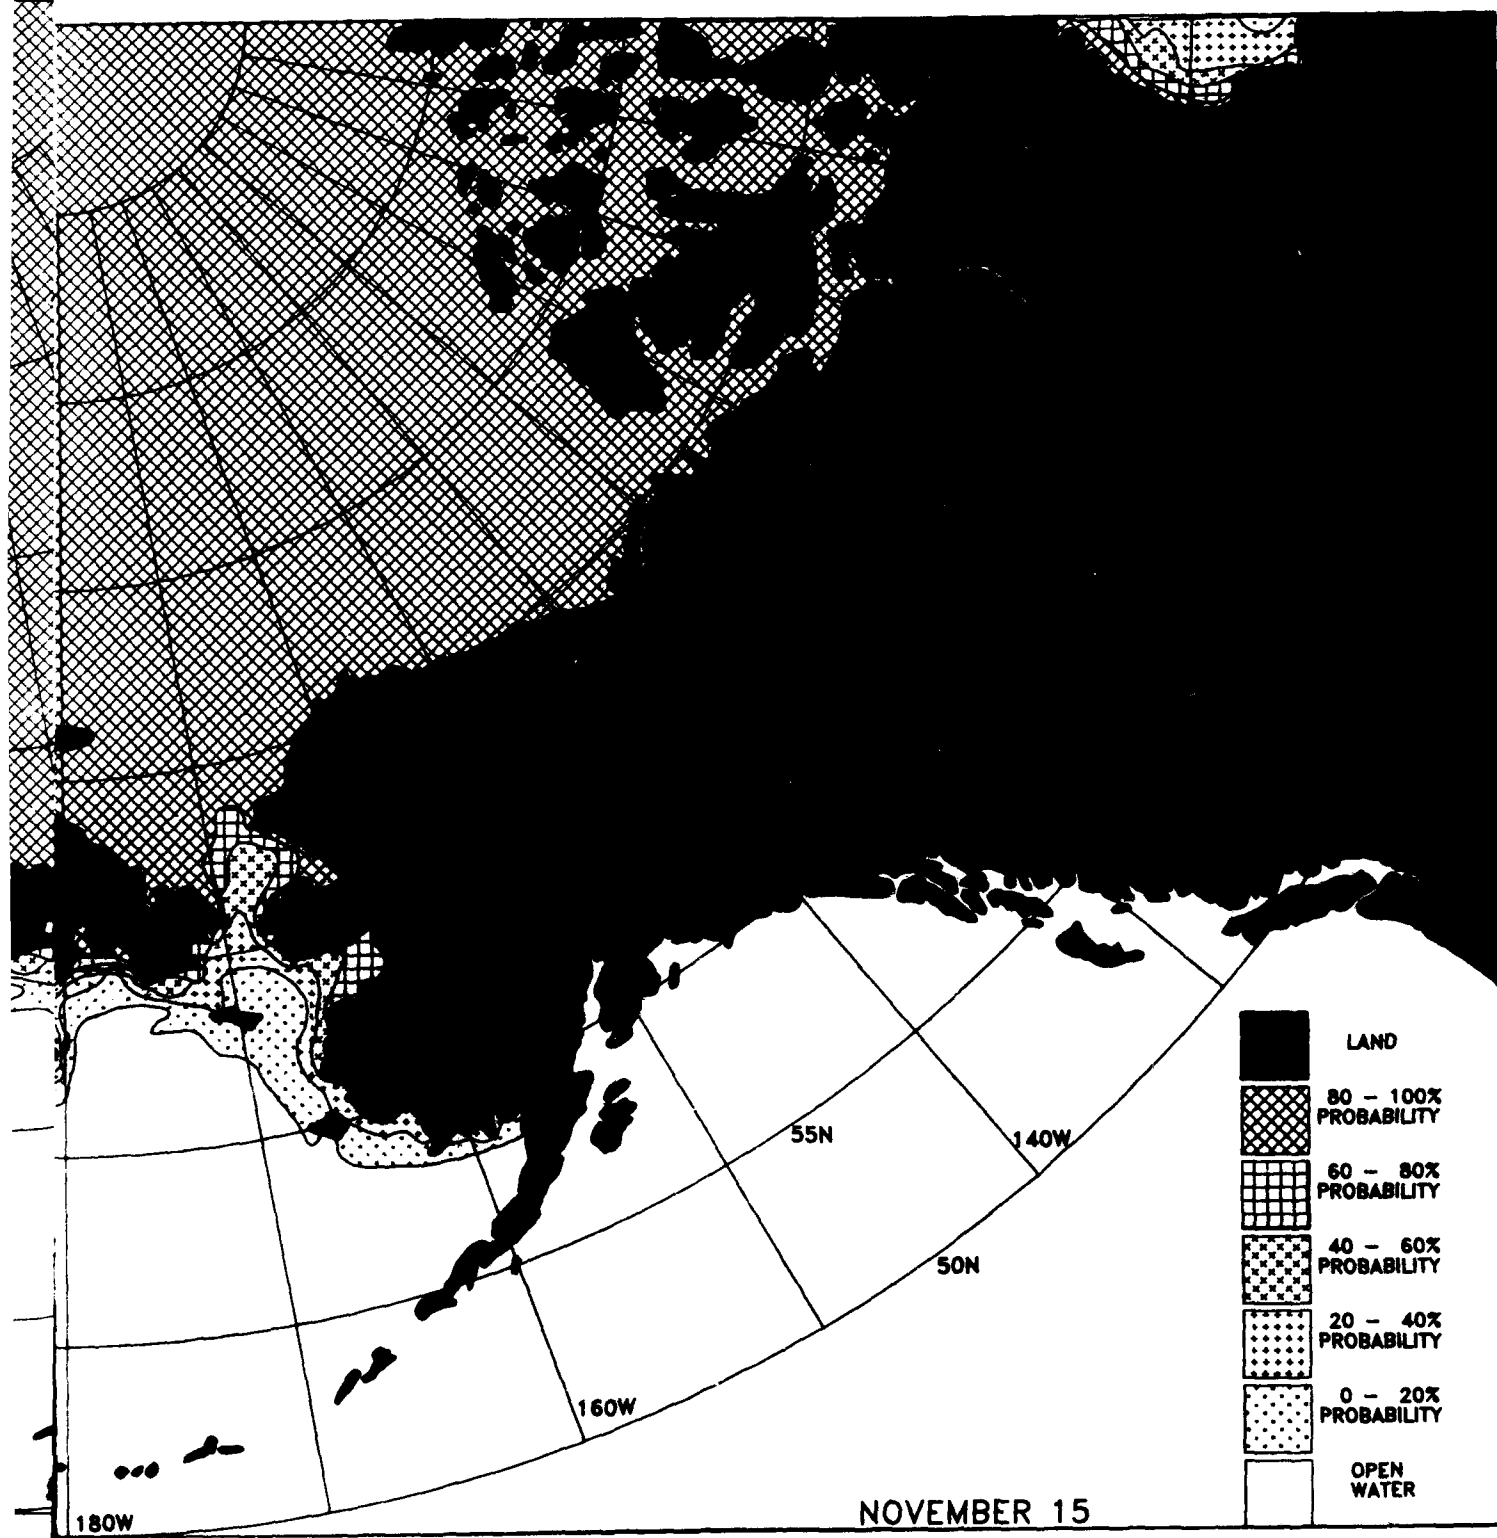 LAND
80 - 100%
PROBABILITY
60 - 80%
PROBABILITY
40 - 60%
PROBABILITY
20 - 40%
PROBABILITY
0 - 20%
PROBABILITY
OPEN
WATER
55N
140W
50N
160W
180W
NOVEMBER 15